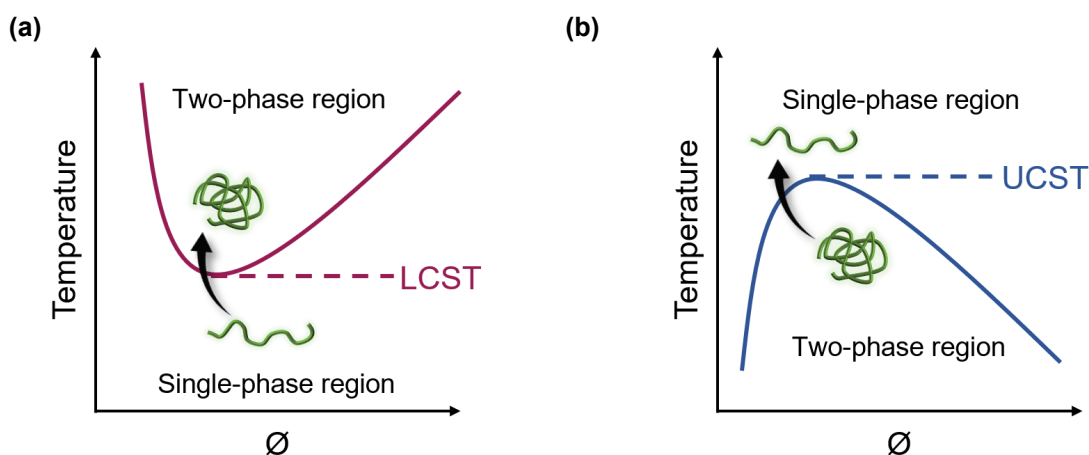 (a)
Two-phase region
Temperature
LCST
Single-phase region
Ø
(b)
Single-phase region
Temperature
UCST
Two-phase region
Ø